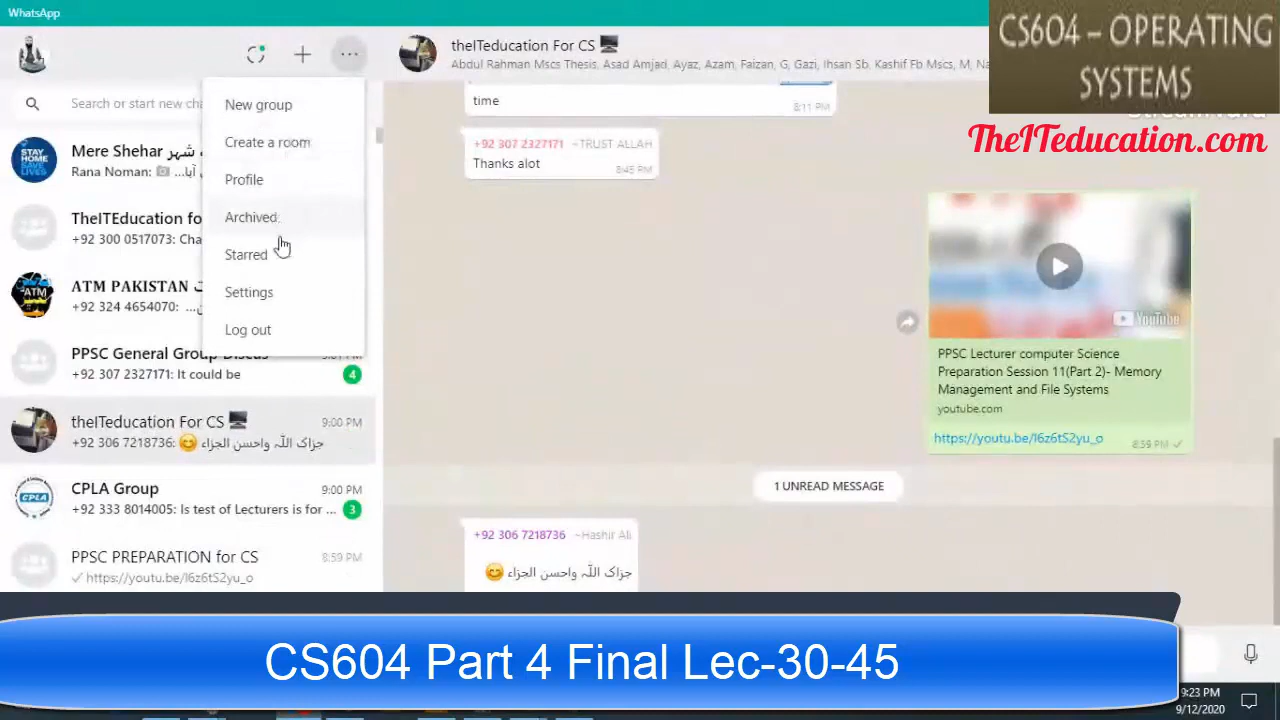 WhatsApp
Search or start new cha
Mere Shehar میرے شہر
Rana Noman:
TheITEducation fo
+92 300 0517073: Cha
ATM PAKISTAN
+92 324 4654070:
PPSC General Group Discus
9:01 PM
+92 307 2327171: It could be
4
theITeducation For CS 🖥️
9:00 PM
+92 306 7218736: 😊 جزاک اللّٰہ واحسن الجزاء
CPLA Group
9:00 PM
+92 333 8014005: Is test of Lecturers is for ...
3
PPSC PREPARATION for CS
8:59 PM
✓ https://youtu.be/l6z6tS2yu_o
New group
Create a room
Profile
Archived
Starred
Settings
Log out
theITeducation For CS 🖥️
Abdul Rahman Mscs Thesis, Asad Amjad, Ayaz, Azam, Faizan, G, Gazi, Ihsan Sb, Kashif Fb Mscs, M, Na
time
8:11 PM
+92 307 2327171 ~TRUST ALLAH
Thanks alot
8:45 PM
YouTube
PPSC Lecturer computer Science
Preparation Session 11(Part 2)- Memory
Management and File Systems
youtube.com
https://youtu.be/l6z6tS2yu_o
8:59 PM ✓
1 UNREAD MESSAGE
+92 306 7218736 ~Hashir Ali
😊 جزاک اللّٰہ واحسن الجزاء
CS604 – OPERATING
SYSTEMS
TheITeducation.com
CS604 Part 4 Final Lec-30-45
9:23 PM
9/12/2020